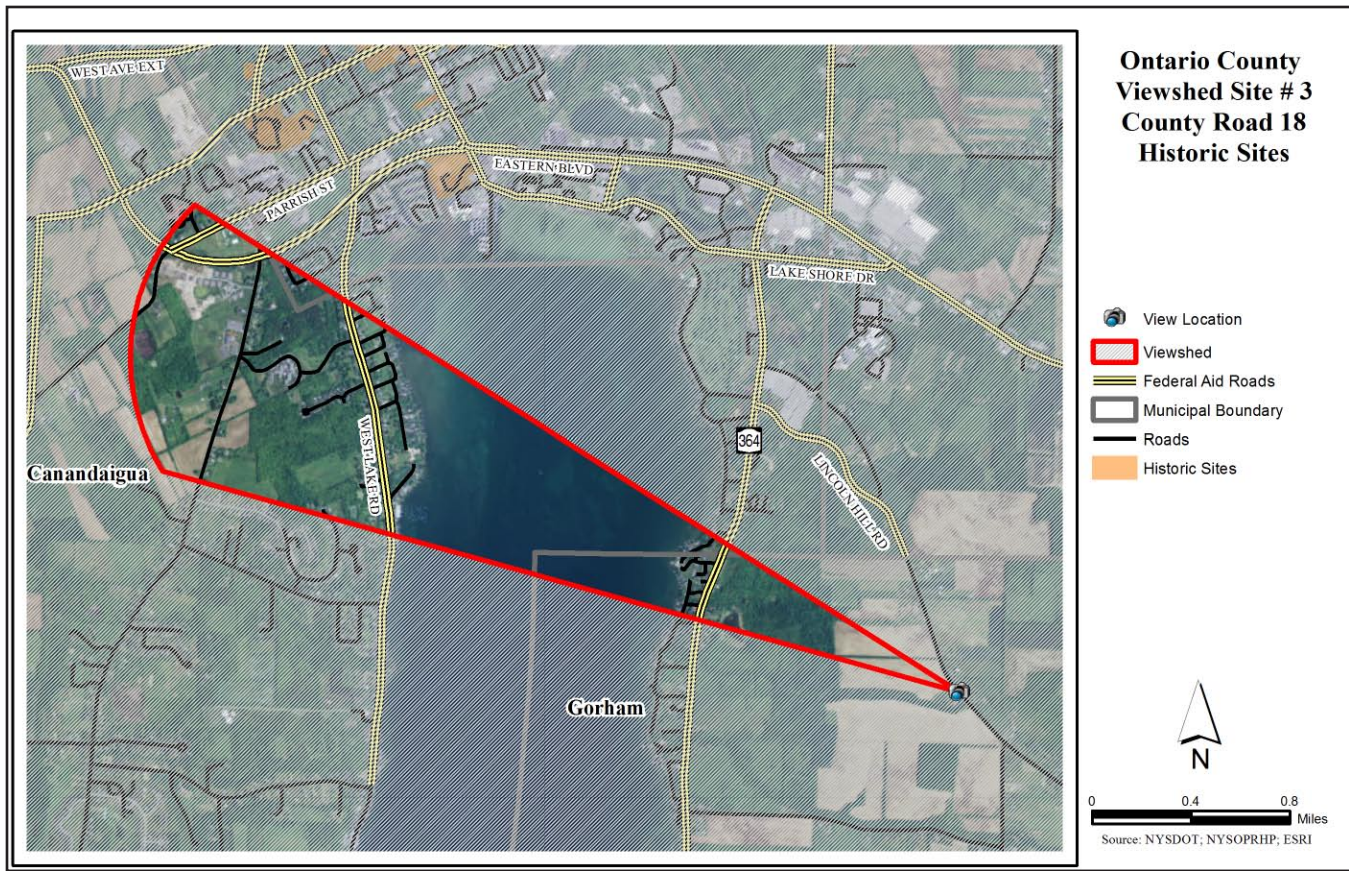 Ontario County
Viewshed Site # 3
County Road 18
Historic Sites
WEST AVE EXT
PARRISH ST
EASTERN BLVD
LAKE SHORE DR
364
LINCOLN HILL RD
WEST LAKE RD
Canandaigua
Gorham
View Location
Viewshed
Federal Aid Roads
Municipal Boundary
Roads
Historic Sites
N
0 0.4 0.8
Miles
Source: NYSDOT; NYSOPRHP; ESRI